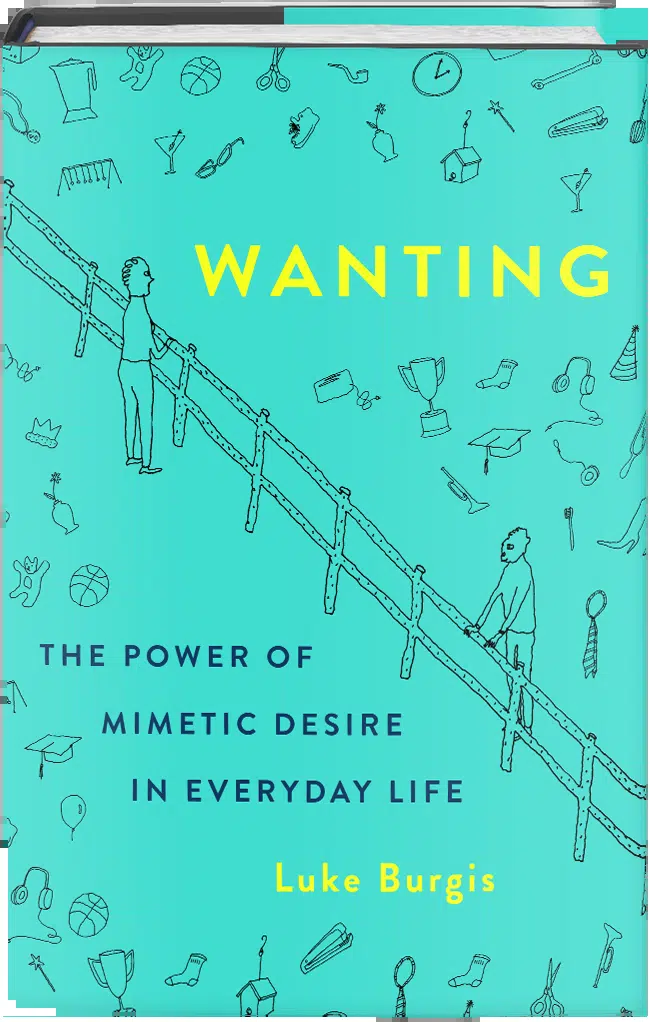 WANTING
THE POWER OF
MIMETIC DESIRE
IN EVERYDAY LIFE
Luke Burgis